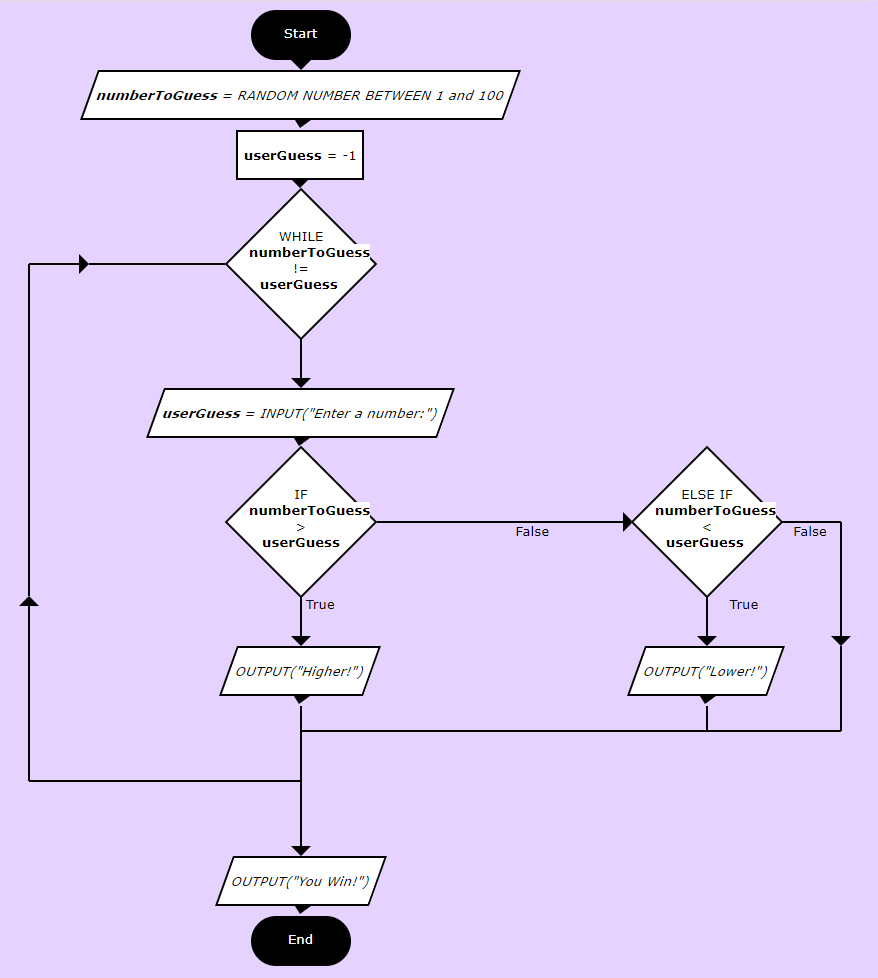 Start
numberToGuess = RANDOM NUMBER BETWEEN 1 and 100
userGuess = -1
WHILE
numberToGuess
!=
userGuess
userGuess = INPUT("Enter a number:")
IF
numberToGuess
>
userGuess
False
ELSE IF
numberToGuess
<
userGuess
False
True
True
OUTPUT("Higher!")
OUTPUT("Lower!")
OUTPUT("You Win!")
End